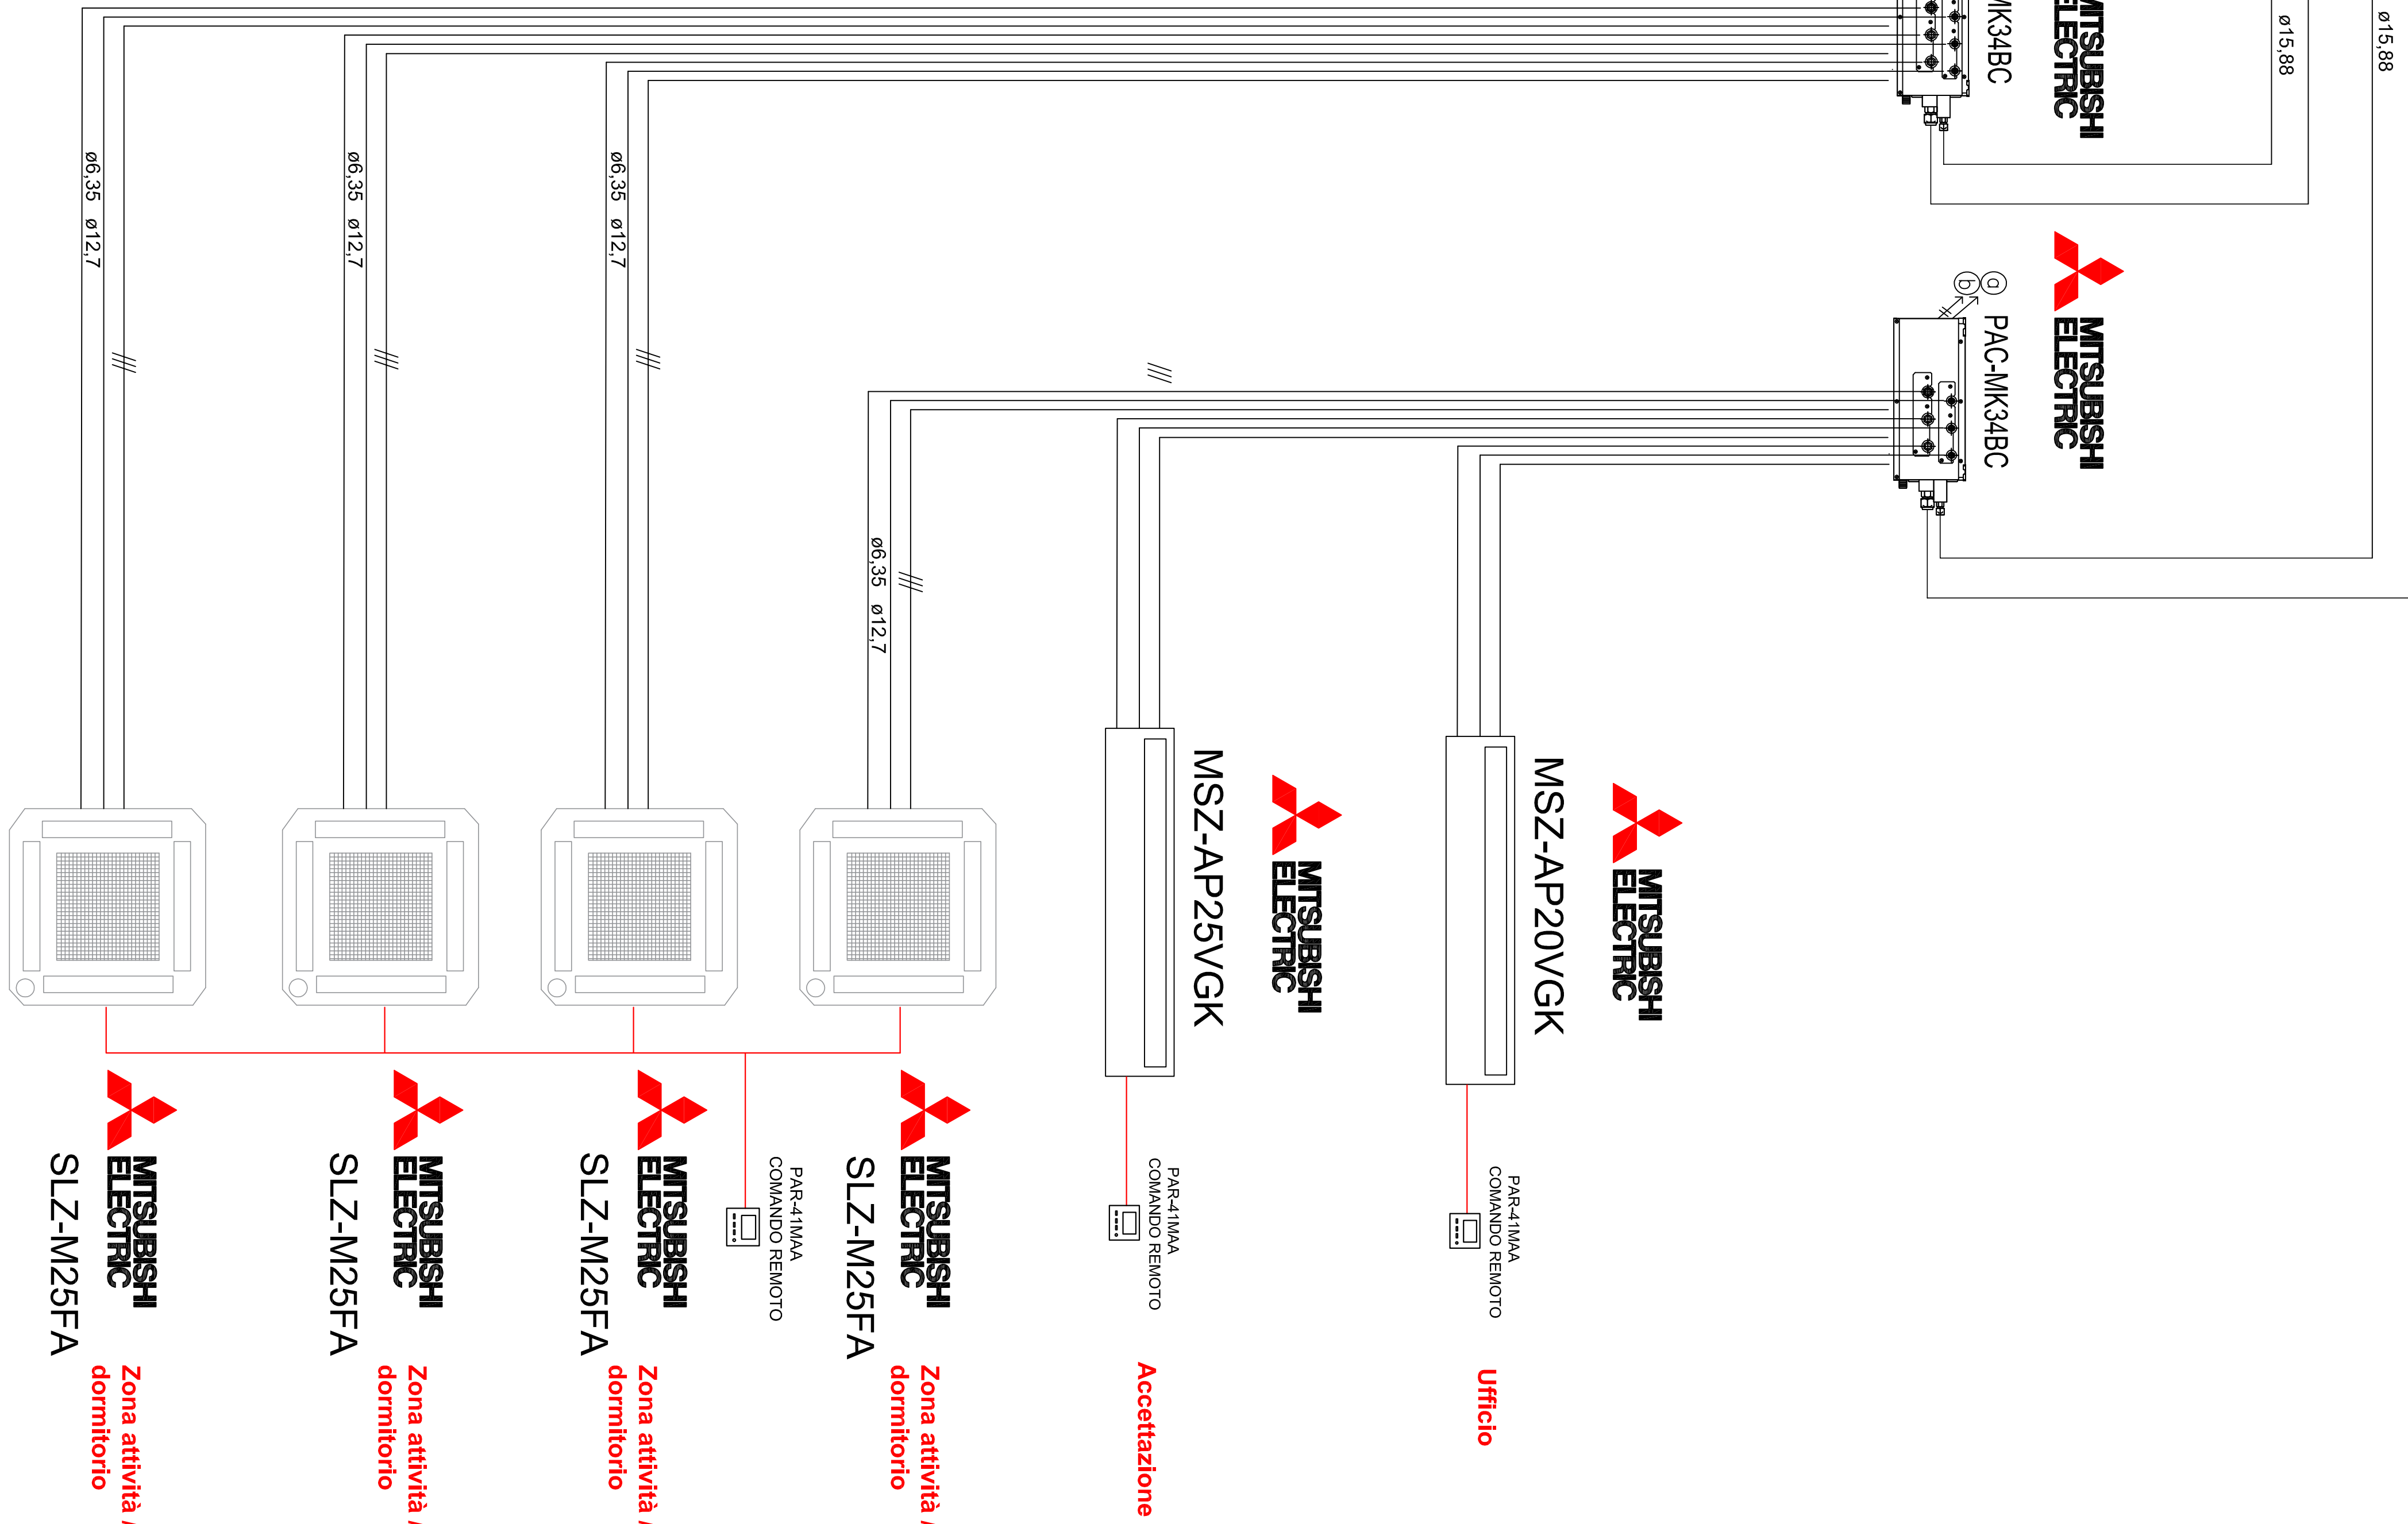 ø15,88
ø15,88
MITSUBISHI
ELECTRIC
MK34BC
MITSUBISHI
ELECTRIC
a
b
PAC-MK34BC
ø6,35 ø12,7
ø6,35 ø12,7
ø6,35 ø12,7
ø6,35 ø12,7
MITSUBISHI
ELECTRIC
MSZ-AP20VGK
PAR-41MAA
COMANDO REMOTO
Ufficio
MITSUBISHI
ELECTRIC
MSZ-AP25VGK
PAR-41MAA
COMANDO REMOTO
Accettazione
MITSUBISHI
ELECTRIC
SLZ-M25FA
Zona attività /
dormitorio
PAR-41MAA
COMANDO REMOTO
MITSUBISHI
ELECTRIC
SLZ-M25FA
Zona attività /
dormitorio
MITSUBISHI
ELECTRIC
SLZ-M25FA
Zona attività /
dormitorio
MITSUBISHI
ELECTRIC
SLZ-M25FA
Zona attività /
dormitorio